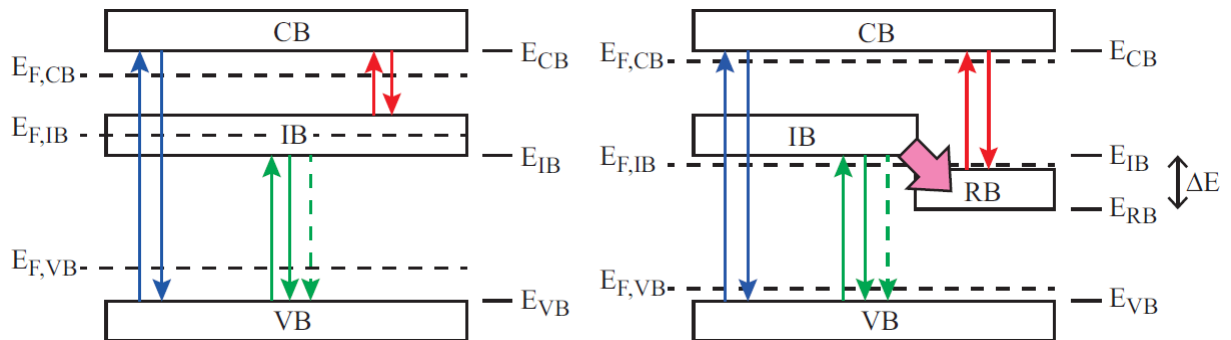 CB
E_F,CB
E_CB
E_F,IB
IB
E_IB
E_F,VB
E_VB
VB
CB
E_F,CB
E_CB
IB
E_F,IB
E_IB
ΔE
RB
E_RB
E_F,VB
E_VB
VB